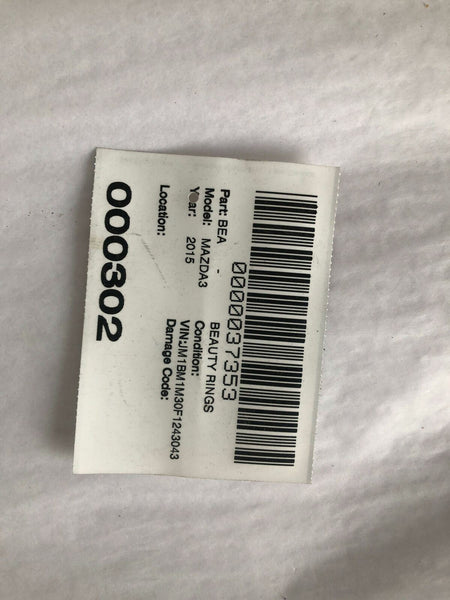 0000037353
Part: BEA - BEAUTY RINGS
Model: MAZDA3 Condition:
Year: 2015 VIN:JM1BM1M30F1243043
Damage Code:
Location:
000302